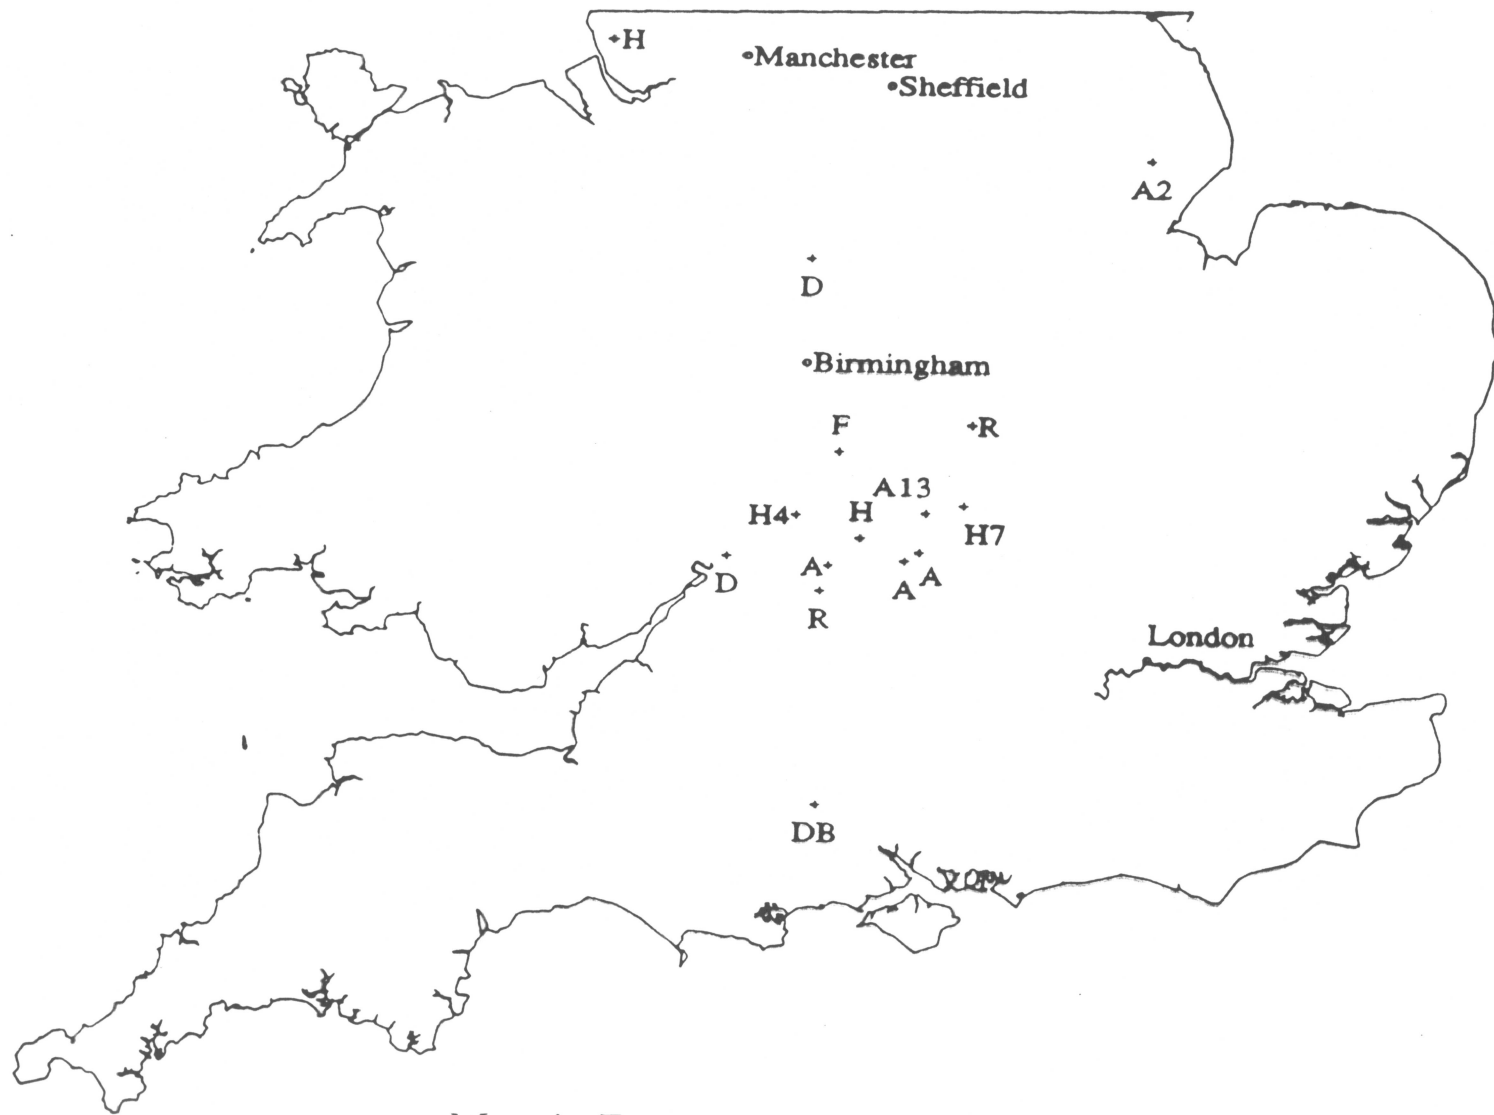 H
Manchester
Sheffield
A2
D
Birmingham
F
R
A13
H4
H
H7
D
A
A
A
R
London
DB